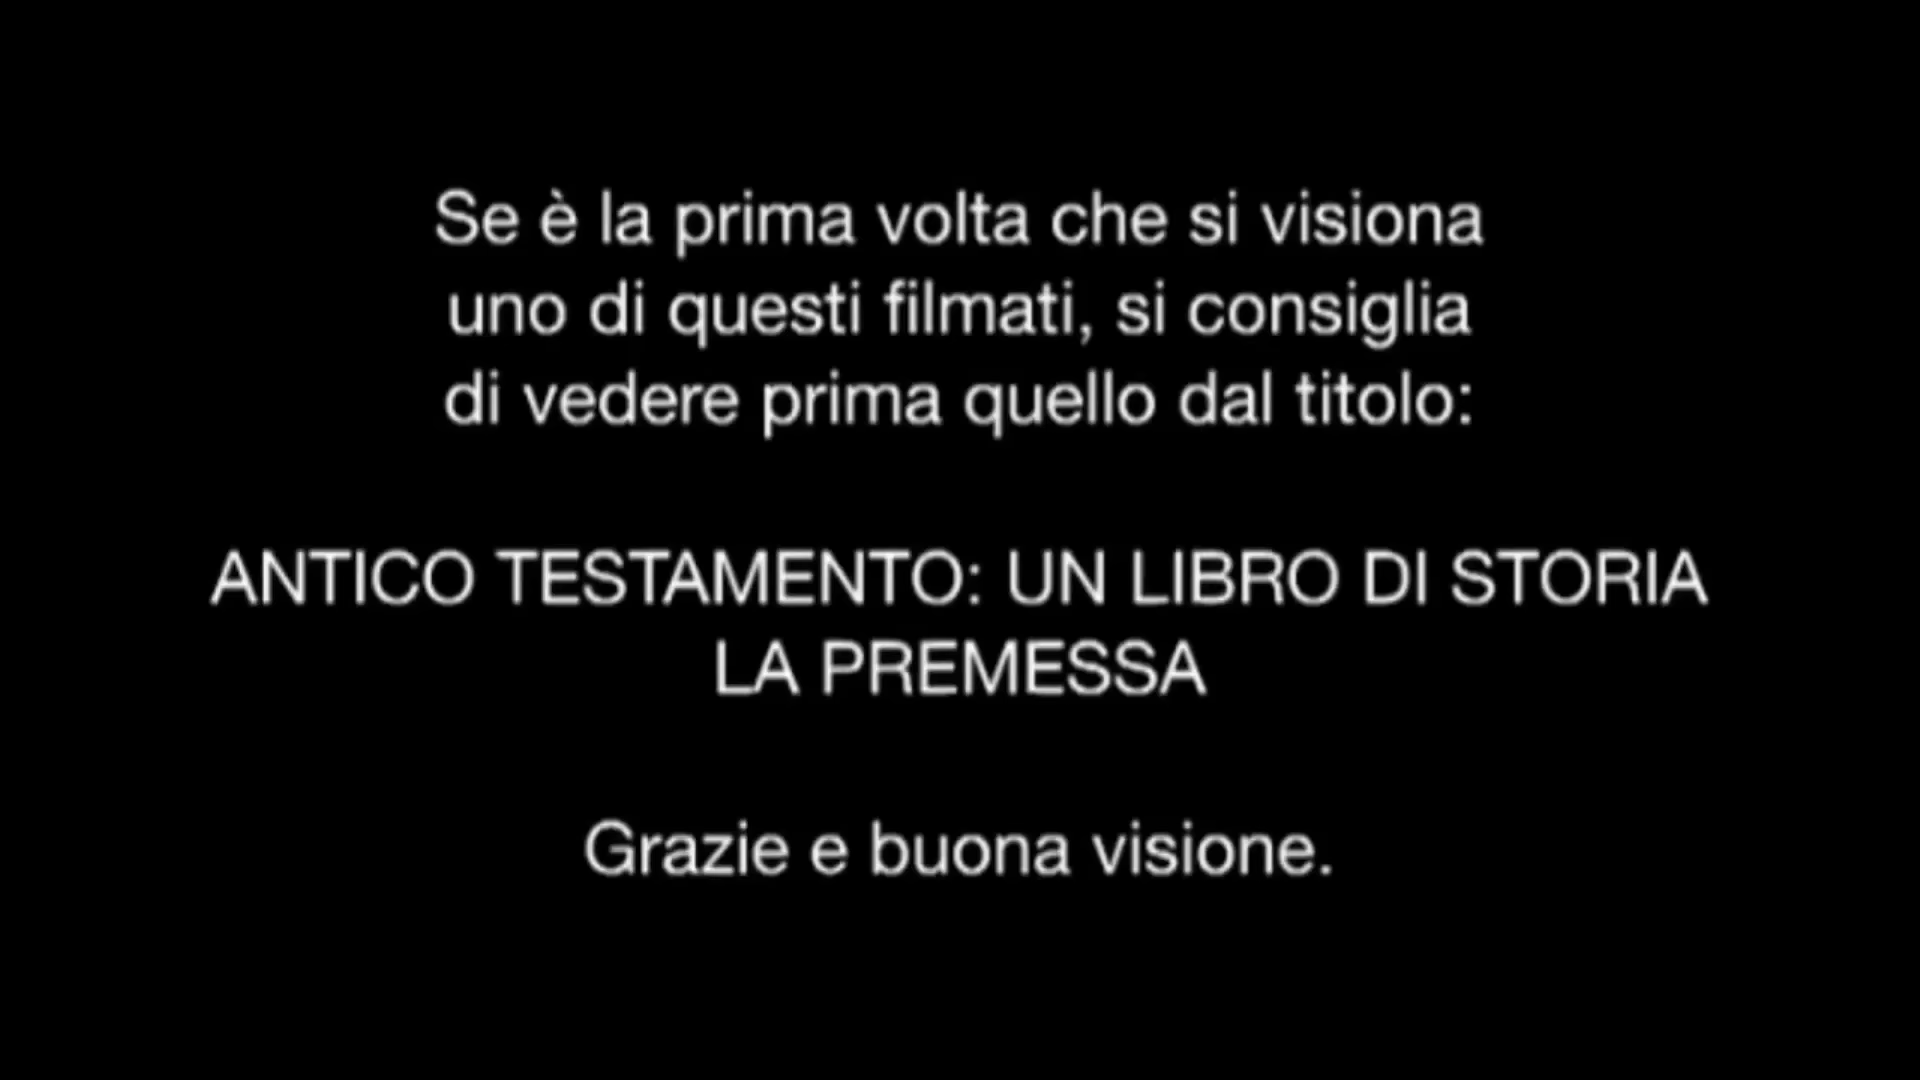 Se è la prima volta che si visiona
uno di questi filmati, si consiglia
di vedere prima quello dal titolo:
ANTICO TESTAMENTO: UN LIBRO DI STORIA
LA PREMESSA
Grazie e buona visione.